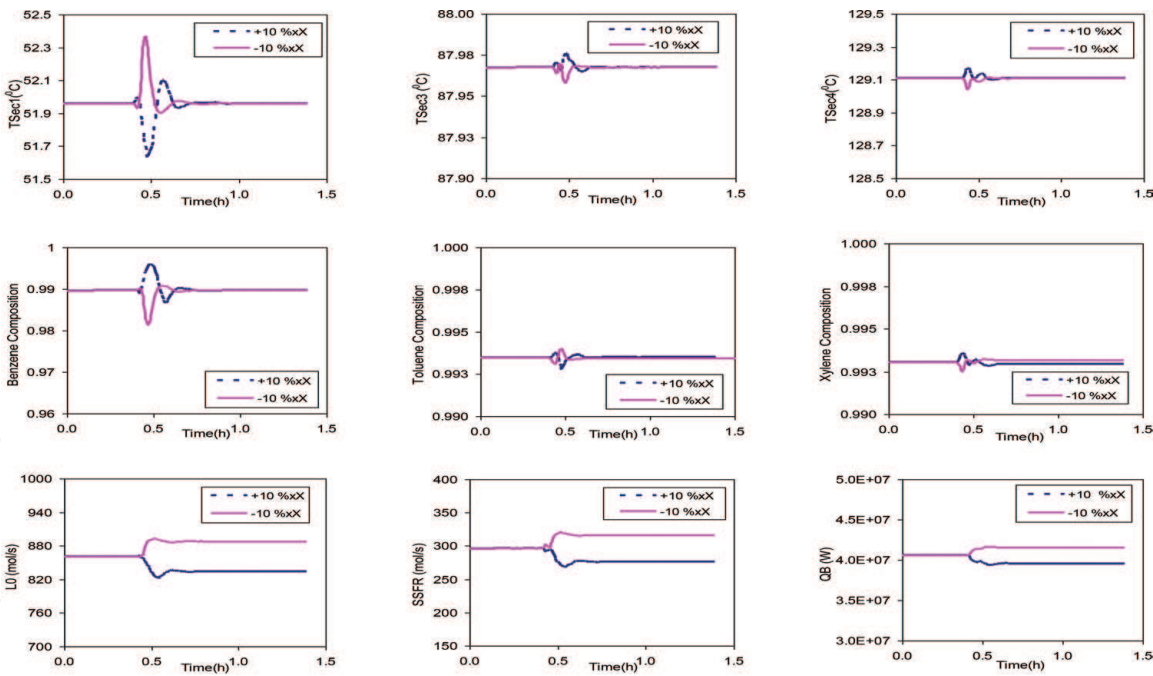 52.5
52.3
52.1
51.9
51.7
51.5
TSec1(⁰C)
+10 %xX
-10 %xX
0.0
0.5
1.0
1.5
Time(h)
88.00
87.98
87.95
87.93
87.90
TSec3 (⁰C)
+10 %xX
-10 %xX
0.0
0.5
1.0
1.5
Time(h)
129.5
129.3
129.1
128.9
128.7
128.5
TSec4(⁰C)
+10 %xX
-10 %xX
0.0
0.5
1.0
1.5
Time(h)
1
0.99
0.98
0.97
0.96
Benzene Composition
+10 %xX
-10 %xX
0.0
0.5
1.0
1.5
Time(h)
1.000
0.998
0.995
0.993
0.990
Toluene Composition
+10 %xX
-10 %xX
0.0
0.5
1.0
1.5
Time(h)
1.000
0.998
0.995
0.993
0.990
Xylene Composition
+10 %xX
-10 %xX
0.0
0.5
1.0
1.5
Time(h)
1000
940
880
820
760
700
L0 (mol/s)
+10 %xX
-10 %xX
0.0
0.5
1.0
1.5
Time(h)
400
350
300
250
200
150
SSFR (mol/s)
+10 %xX
-10 %xX
0.0
0.5
1.0
1.5
Time(h)
5.0E+07
4.5E+07
4.0E+07
3.5E+07
3.0E+07
QB (W)
+10 %xX
-10 %xX
0.0
0.5
1.0
1.5
Time(h)